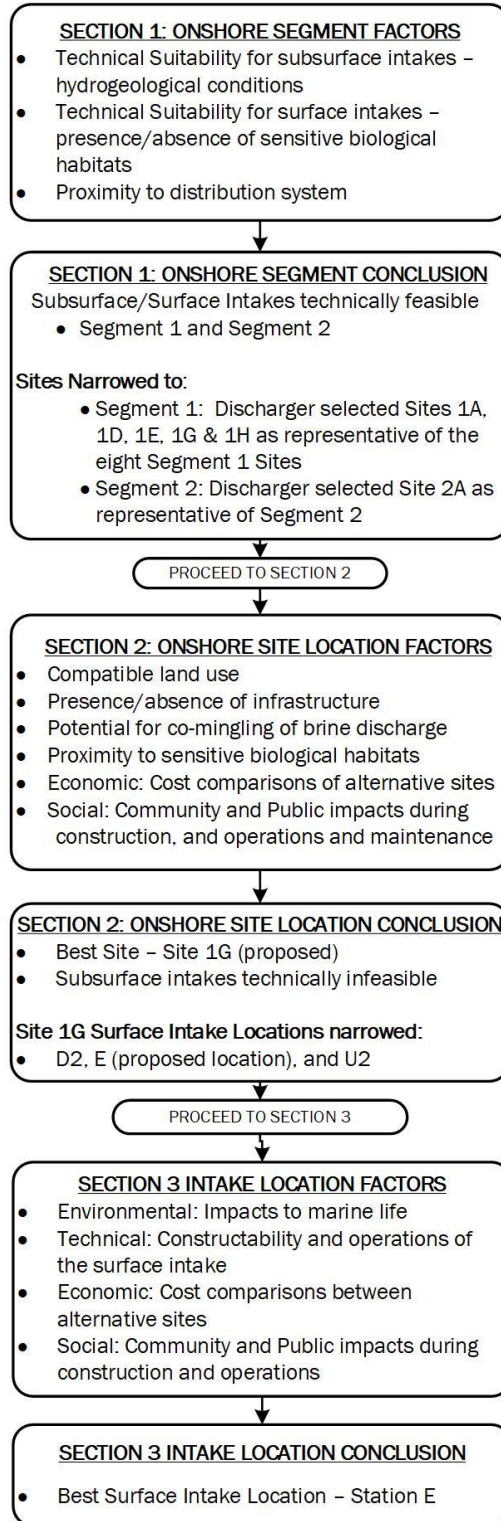 SECTION 1: ONSHORE SEGMENT FACTORS
● Technical Suitability for subsurface intakes –
hydrogeological conditions
● Technical Suitability for surface intakes –
presence/absence of sensitive biological
habitats
● Proximity to distribution system
SECTION 1: ONSHORE SEGMENT CONCLUSION
Subsurface/Surface Intakes technically feasible
● Segment 1 and Segment 2
Sites Narrowed to:
● Segment 1:  Discharger selected Sites 1A,
1D, 1E, 1G & 1H as representative of the
eight Segment 1 Sites
● Segment 2: Discharger selected Site 2A as
representative of Segment 2
PROCEED TO SECTION 2
SECTION 2: ONSHORE SITE LOCATION FACTORS
● Compatible land use
● Presence/absence of infrastructure
● Potential for co-mingling of brine discharge
● Proximity to sensitive biological habitats
● Economic: Cost comparisons of alternative sites
● Social: Community and Public impacts during
construction, and operations and maintenance
SECTION 2: ONSHORE SITE LOCATION CONCLUSION
● Best Site – Site 1G (proposed)
● Subsurface intakes technically infeasible
Site 1G Surface Intake Locations narrowed:
● D2, E (proposed location), and U2
PROCEED TO SECTION 3
SECTION 3 INTAKE LOCATION FACTORS
● Environmental: Impacts to marine life
● Technical: Constructability and operations of
the surface intake
● Economic: Cost comparisons between
alternative sites
● Social: Community and Public impacts during
construction and operations
SECTION 3 INTAKE LOCATION CONCLUSION
● Best Surface Intake Location – Station E